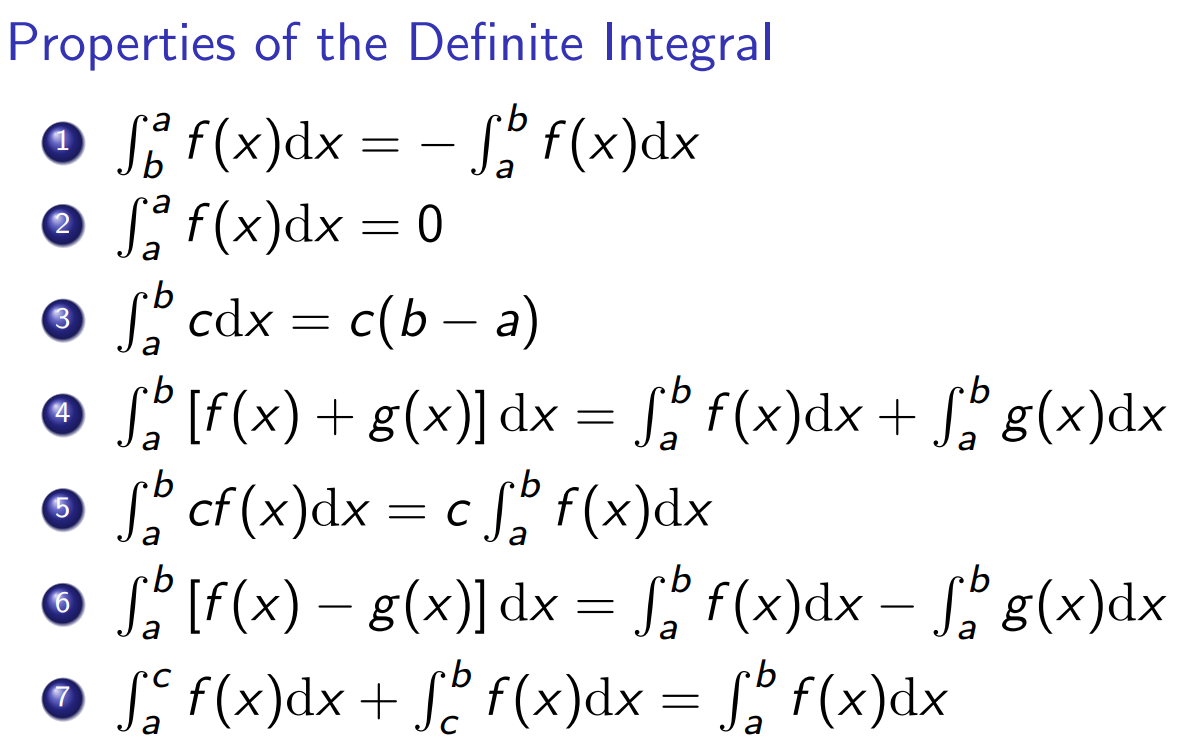 Properties of the Definite Integral
1 ∫_b^a f(x)dx = − ∫_a^b f(x)dx
2 ∫_a^a f(x)dx = 0
3 ∫_a^b cdx = c(b − a)
4 ∫_a^b [f(x) + g(x)] dx = ∫_a^b f(x)dx + ∫_a^b g(x)dx
5 ∫_a^b cf(x)dx = c ∫_a^b f(x)dx
6 ∫_a^b [f(x) − g(x)] dx = ∫_a^b f(x)dx − ∫_a^b g(x)dx
7 ∫_a^c f(x)dx + ∫_c^b f(x)dx = ∫_a^b f(x)dx